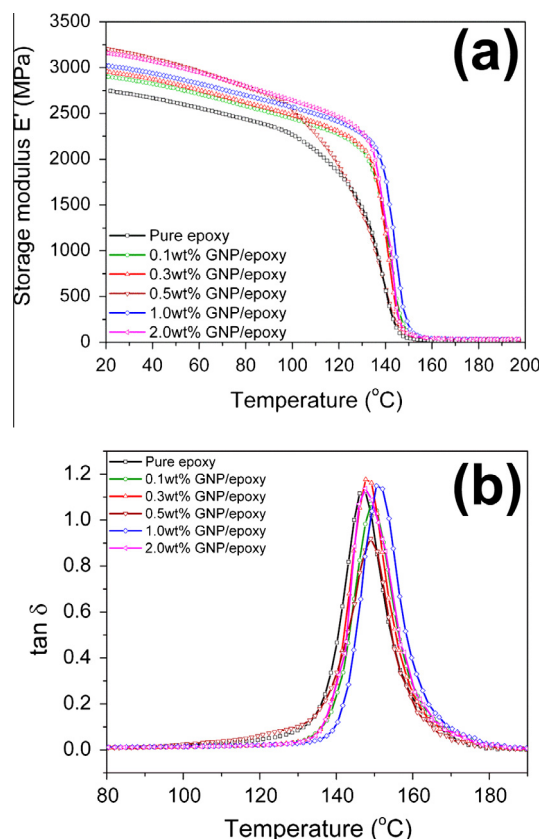 (a)
3500
3000
2500
2000
1500
1000
500
0
Storage modulus E' (MPa)
Pure epoxy
0.1wt% GNP/epoxy
0.3wt% GNP/epoxy
0.5wt% GNP/epoxy
1.0wt% GNP/epoxy
2.0wt% GNP/epoxy
20 40 60 80 100 120 140 160 180 200
Temperature (°C)
(b)
1.2
1.0
0.8
0.6
0.4
0.2
0.0
tan δ
Pure epoxy
0.1wt% GNP/epoxy
0.3wt% GNP/epoxy
0.5wt% GNP/epoxy
1.0wt% GNP/epoxy
2.0wt% GNP/epoxy
80 100 120 140 160 180
Temperature (°C)